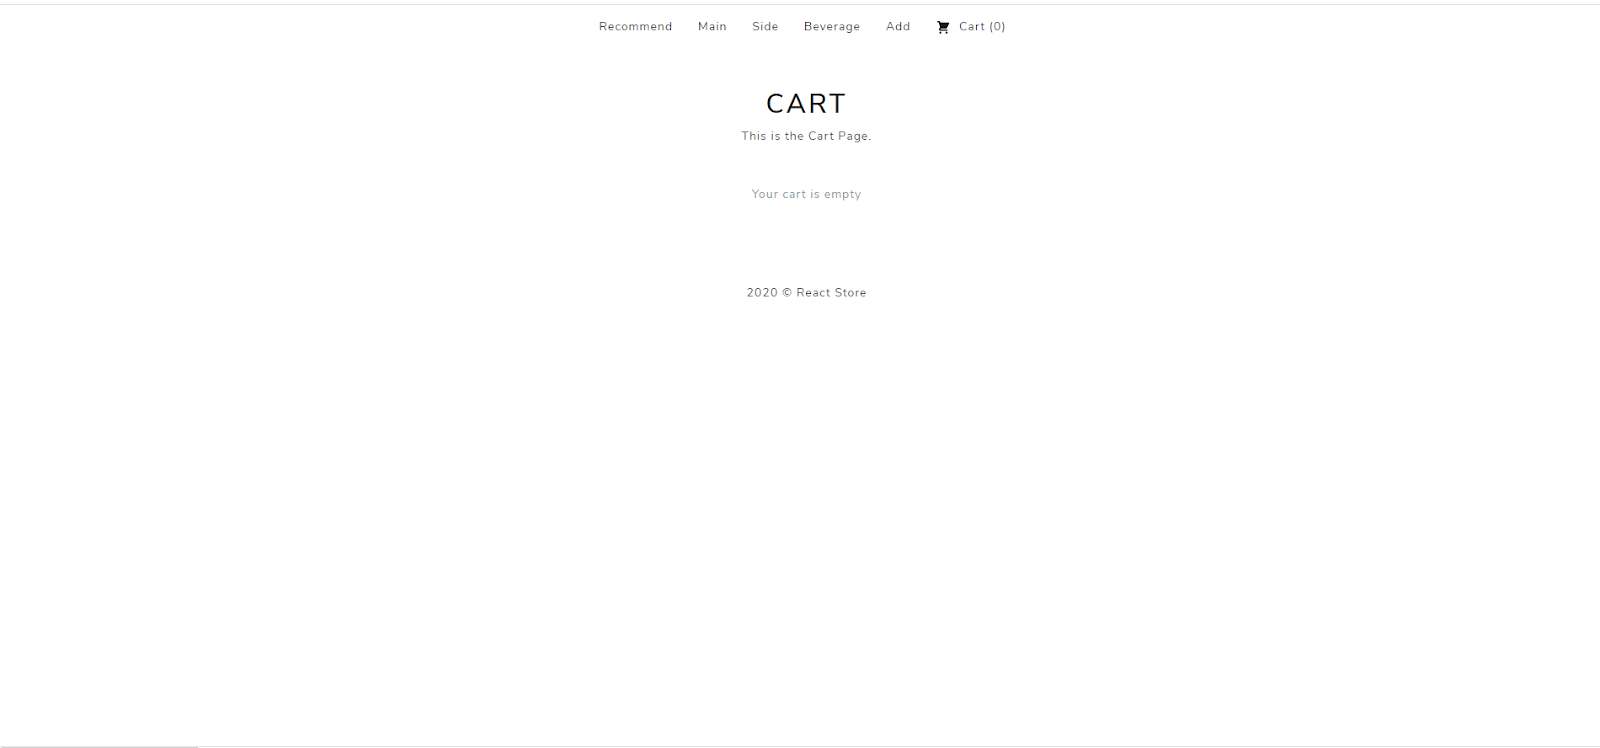 Recommend Main Side Beverage Add Cart (0)
CART
This is the Cart Page.
Your cart is empty
2020 © React Store